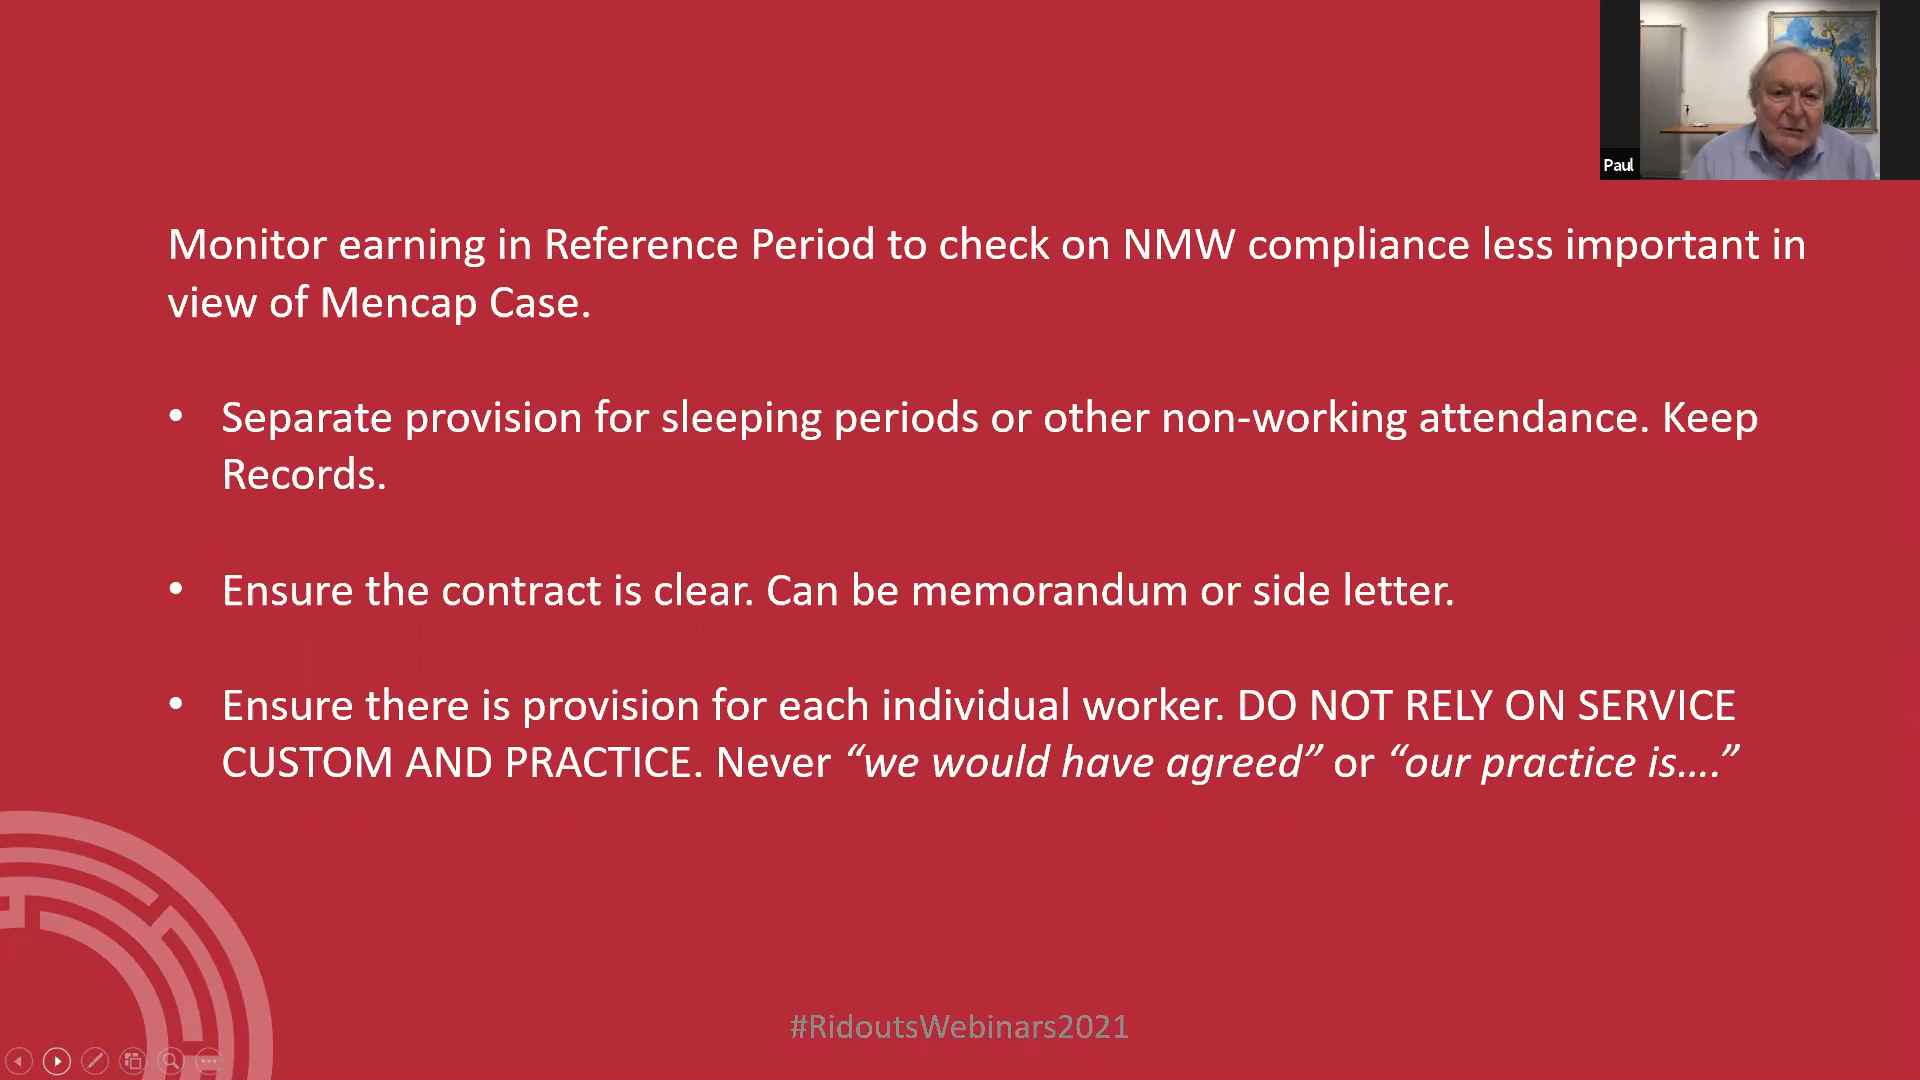 Paul
Monitor earning in Reference Period to check on NMW compliance less important in
view of Mencap Case.
• Separate provision for sleeping periods or other non-working attendance. Keep
Records.
• Ensure the contract is clear. Can be memorandum or side letter.
• Ensure there is provision for each individual worker. DO NOT RELY ON SERVICE
CUSTOM AND PRACTICE. Never “we would have agreed” or “our practice is....”
#RidoutsWebinars2021